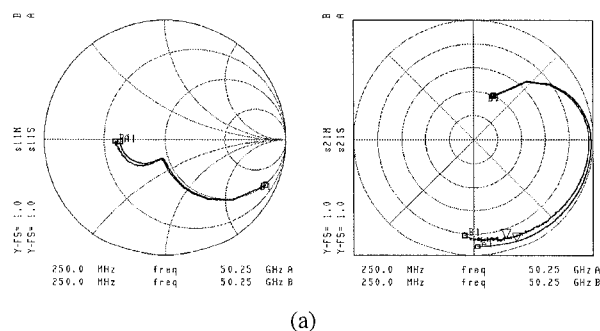 B
A
s11M
s11S
Y-FS= 1.0
Y-FS= 1.0
250.0 MHz freq 50.25 GHz A
250.0 MHz freq 50.25 GHz B
B
A
s21M
s21S
Y-FS= 1.0
Y-FS= 1.0
250.0 MHz freq 50.25 GHz A
250.0 MHz freq 50.25 GHz B
(a)